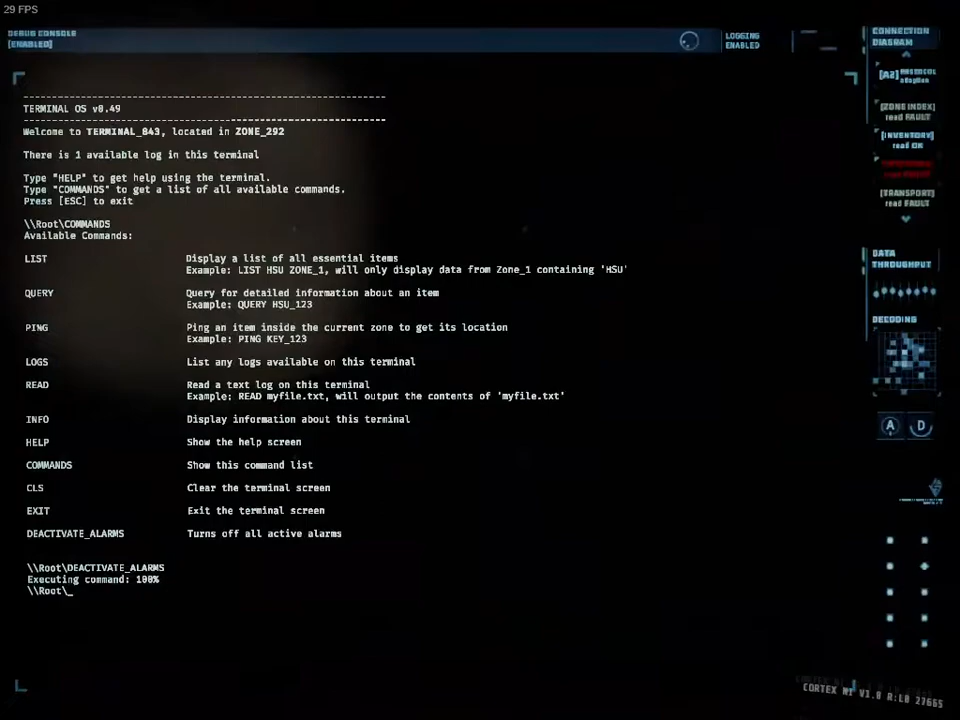 29 FPS
DEBUG CONSOLE
[ENABLED]
LOGGING
ENABLED
CONNECTION
DIAGRAM
--------------------------------------------------------------
TERMINAL OS v0.49
--------------------------------------------------------------
Welcome to TERMINAL_843, located in ZONE_292
There is 1 available log in this terminal
Type "HELP" to get help using the terminal.
Type "COMMANDS" to get a list of all available commands.
Press [ESC] to exit
\\Root\COMMANDS
Available Commands:
LIST Display a list of all essential items
Example: LIST HSU ZONE_1, will only display data from Zone_1 containing 'HSU'
QUERY Query for detailed information about an item
Example: QUERY HSU_123
PING Ping an item inside the current zone to get its location
Example: PING KEY_123
LOGS List any logs available on this terminal
READ Read a text log on this terminal
Example: READ myfile.txt, will output the contents of 'myfile.txt'
INFO Display information about this terminal
HELP Show the help screen
COMMANDS Show this command list
CLS Clear the terminal screen
EXIT Exit the terminal screen
DEACTIVATE_ALARMS Turns off all active alarms
\\Root\DEACTIVATE_ALARMS
Executing command: 100%
\\Root\_
PROTOCOL
[ZONE INDEX]
read FAULT
[INVENTORY]
read OK
[TRANSPORT]
read FAULT
DATA
THROUGHPUT
DECODING
A D
CORTEX NI V1.0 R:L0 27665